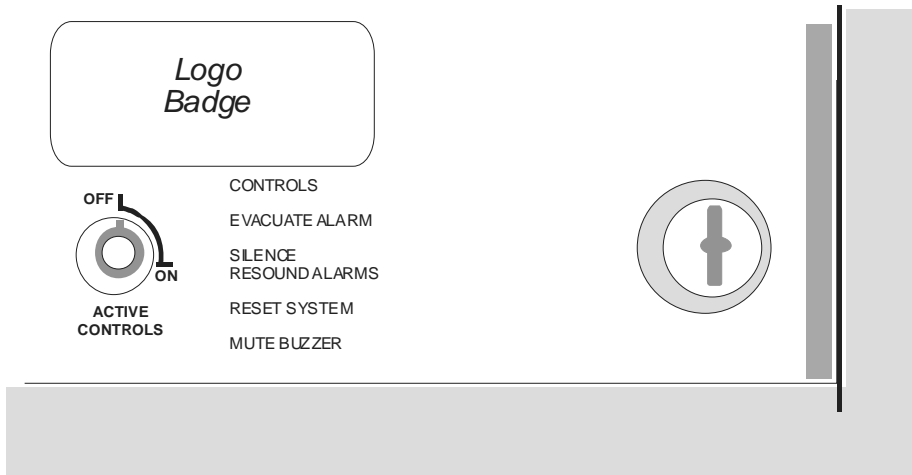 Logo
Badge
CONTROLS
OFF
EVACUATE ALARM
SILENCE
RESOUND ALARMS
ON
RESET SYSTEM
ACTIVE
CONTROLS
MUTE BUZZER